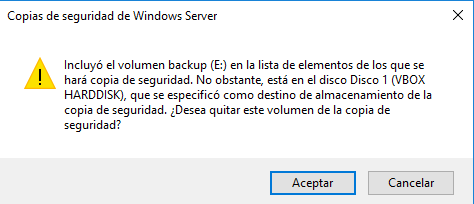 Copias de seguridad de Windows Server
Incluyó el volumen backup (E:) en la lista de elementos de los que se
hará copia de seguridad. No obstante, está en el disco Disco 1 (VBOX
HARDDISK), que se especificó como destino de almacenamiento de la
copia de seguridad. ¿Desea quitar este volumen de la copia de
seguridad?
Aceptar
Cancelar